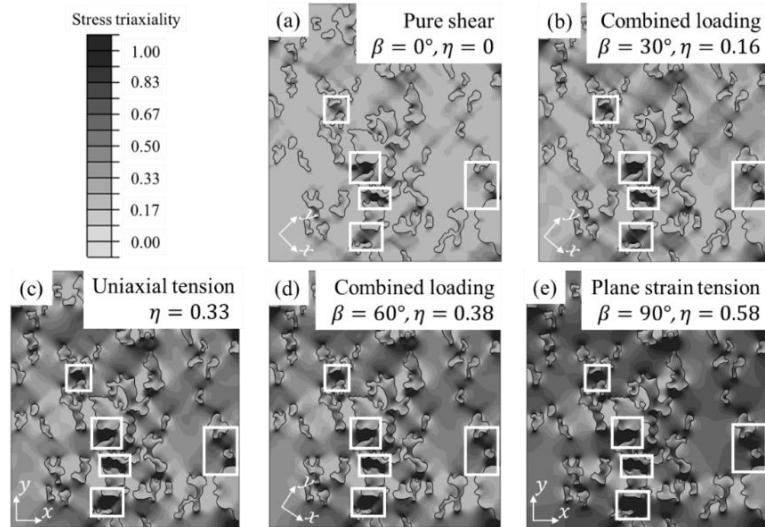 Stress triaxiality
1.00
0.83
0.67
0.50
0.33
0.17
0.00
(a) Pure shear
β = 0°, η = 0
y
x
(b) Combined loading
β = 30°, η = 0.16
y
x
(c) Uniaxial tension
η = 0.33
y
x
(d) Combined loading
β = 60°, η = 0.38
y
x
(e) Plane strain tension
β = 90°, η = 0.58
y
x